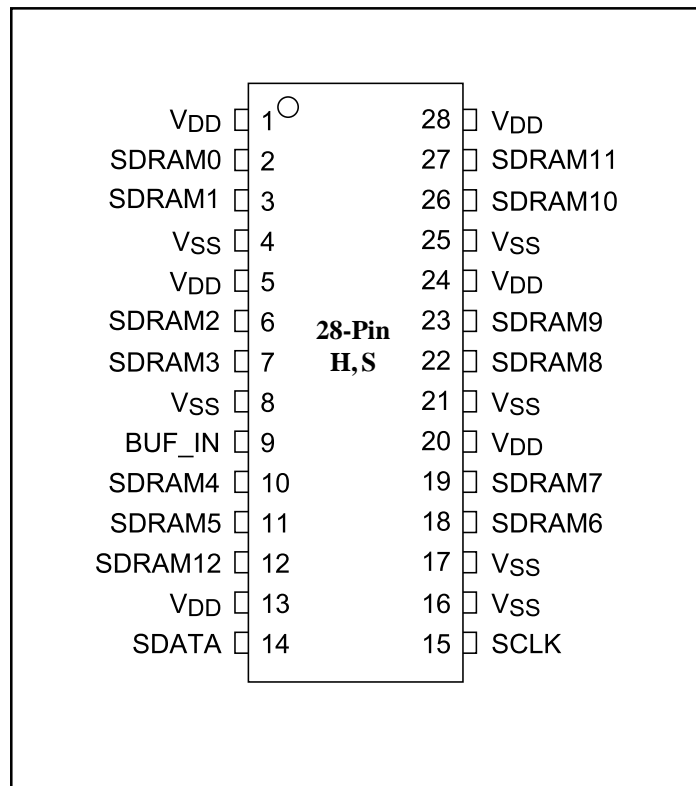 VDD 1 28 VDD
SDRAM0 2 27 SDRAM11
SDRAM1 3 26 SDRAM10
VSS 4 25 VSS
VDD 5 24 VDD
SDRAM2 6 23 SDRAM9
28-Pin
SDRAM3 7 22 SDRAM8
H, S
VSS 8 21 VSS
BUF_IN 9 20 VDD
SDRAM4 10 19 SDRAM7
SDRAM5 11 18 SDRAM6
SDRAM12 12 17 VSS
VDD 13 16 VSS
SDATA 14 15 SCLK